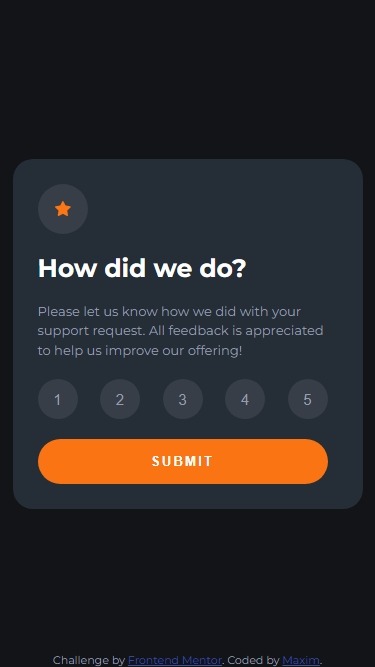 How did we do?
Please let us know how we did with your
support request. All feedback is appreciated
to help us improve our offering!
1 2 3 4 5
SUBMIT
Challenge by Frontend Mentor. Coded by Maxim.